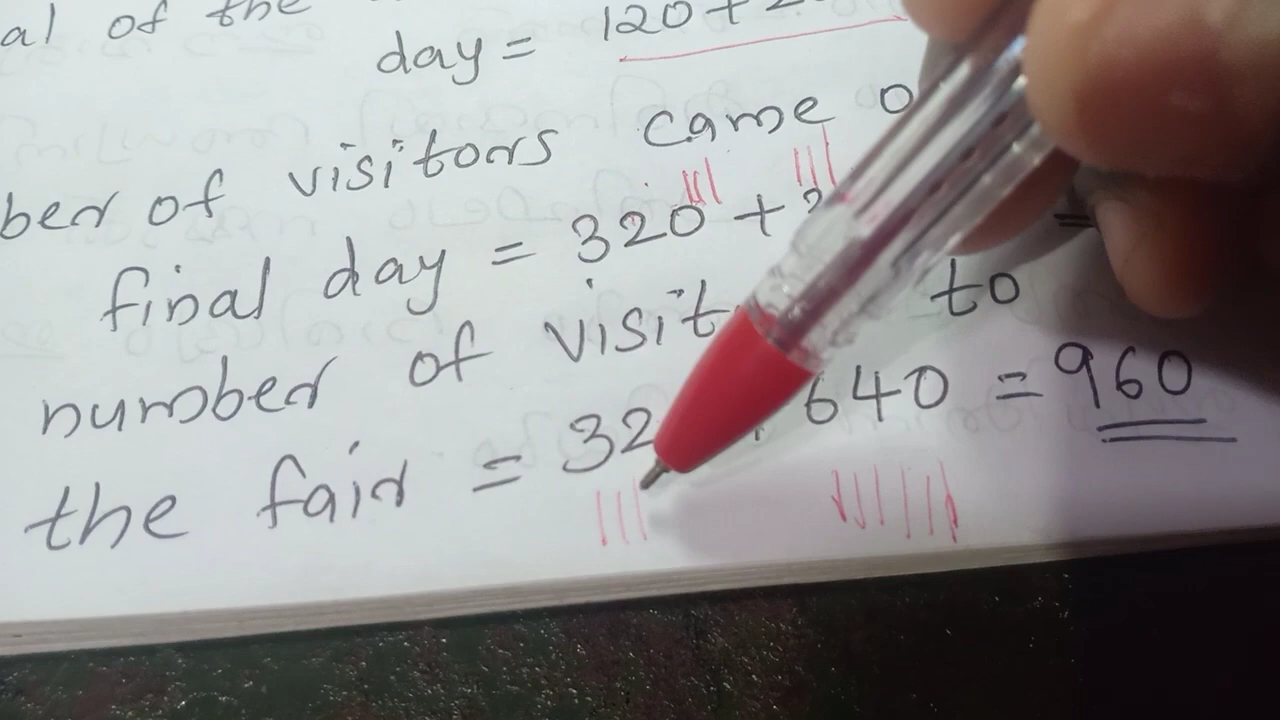 al of the
day = 120 +
ber of visitors came
final day = 320 +
number of visit to
the fair = 32 640 = 960